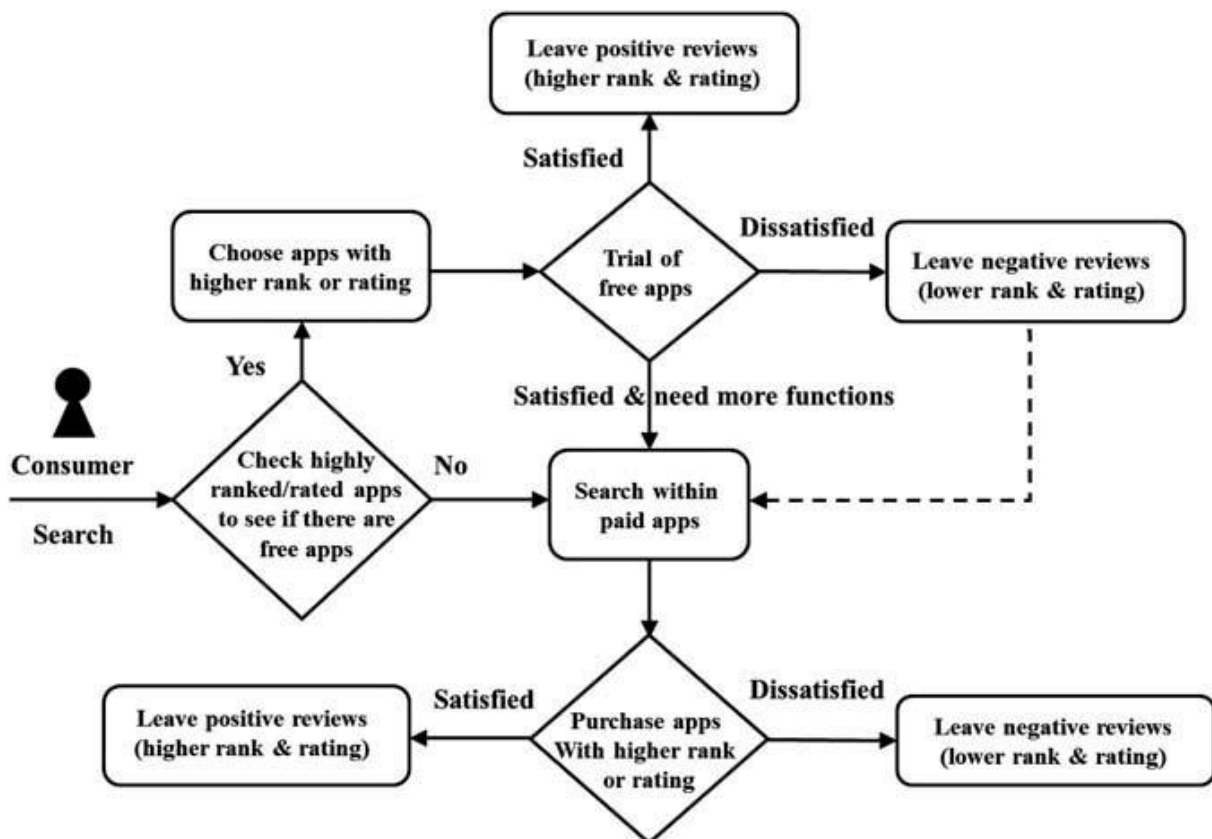 Leave positive reviews
(higher rank & rating)
Satisfied
Dissatisfied
Choose apps with
higher rank or rating
Trial of
free apps
Leave negative reviews
(lower rank & rating)
Yes
Satisfied & need more functions
Consumer
Search
Check highly
ranked/rated apps
to see if there are
free apps
No
Search within
paid apps
Satisfied
Dissatisfied
Leave positive reviews
(higher rank & rating)
Purchase apps
With higher rank
or rating
Leave negative reviews
(lower rank & rating)